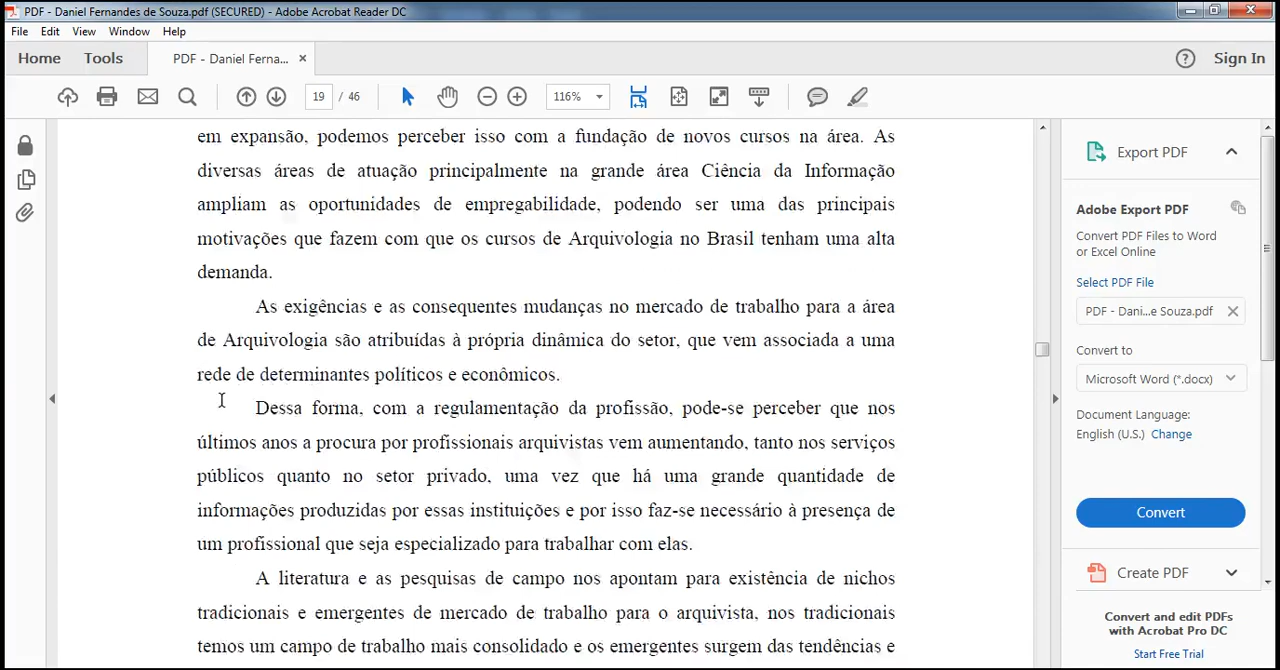 PDF - Daniel Fernandes de Souza.pdf (SECURED) - Adobe Acrobat Reader DC
File Edit View Window Help
Home Tools PDF - Daniel Ferna... × Sign In
19 / 46 116%
em expansão, podemos perceber isso com a fundação de novos cursos na área. As
diversas áreas de atuação principalmente na grande área Ciência da Informação
ampliam as oportunidades de empregabilidade, podendo ser uma das principais
motivações que fazem com que os cursos de Arquivologia no Brasil tenham uma alta
demanda.
As exigências e as consequentes mudanças no mercado de trabalho para a área
de Arquivologia são atribuídas à própria dinâmica do setor, que vem associada a uma
rede de determinantes políticos e econômicos.
Dessa forma, com a regulamentação da profissão, pode-se perceber que nos
últimos anos a procura por profissionais arquivistas vem aumentando, tanto nos serviços
públicos quanto no setor privado, uma vez que há uma grande quantidade de
informações produzidas por essas instituições e por isso faz-se necessário à presença de
um profissional que seja especializado para trabalhar com elas.
A literatura e as pesquisas de campo nos apontam para existência de nichos
tradicionais e emergentes de mercado de trabalho para o arquivista, nos tradicionais
temos um campo de trabalho mais consolidado e os emergentes surgem das tendências e
Export PDF
Adobe Export PDF
Convert PDF Files to Word
or Excel Online
Select PDF File
PDF - Dani...e Souza.pdf
Convert to
Microsoft Word (*.docx)
Document Language:
English (U.S.) Change
Convert
Create PDF
Convert and edit PDFs
with Acrobat Pro DC
Start Free Trial